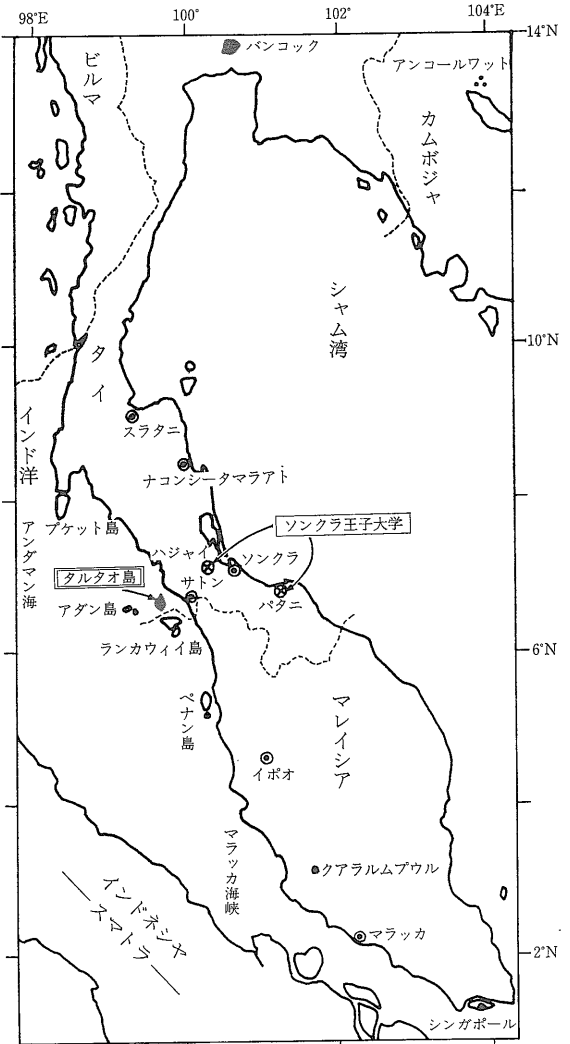 98°E
100°
102°
104°E
14°N
バンコック
ビルマ
アンコールワット
カムボジャ
シャム湾
10°N
タイ
インド洋
スラタニ
ナコンシータマラアト
プケット島
アンダマン海
ソンクラ王子大学
ハジャイ
ソンクラ
タルタオ島
サトン
パタニ
アダン島
ランカウィイ島
6°N
ペナン島
マレイシア
イポオ
マラッカ海峡
クアラルムプウル
インドネシヤ
スマトラ
マラッカ
2°N
シンガポール